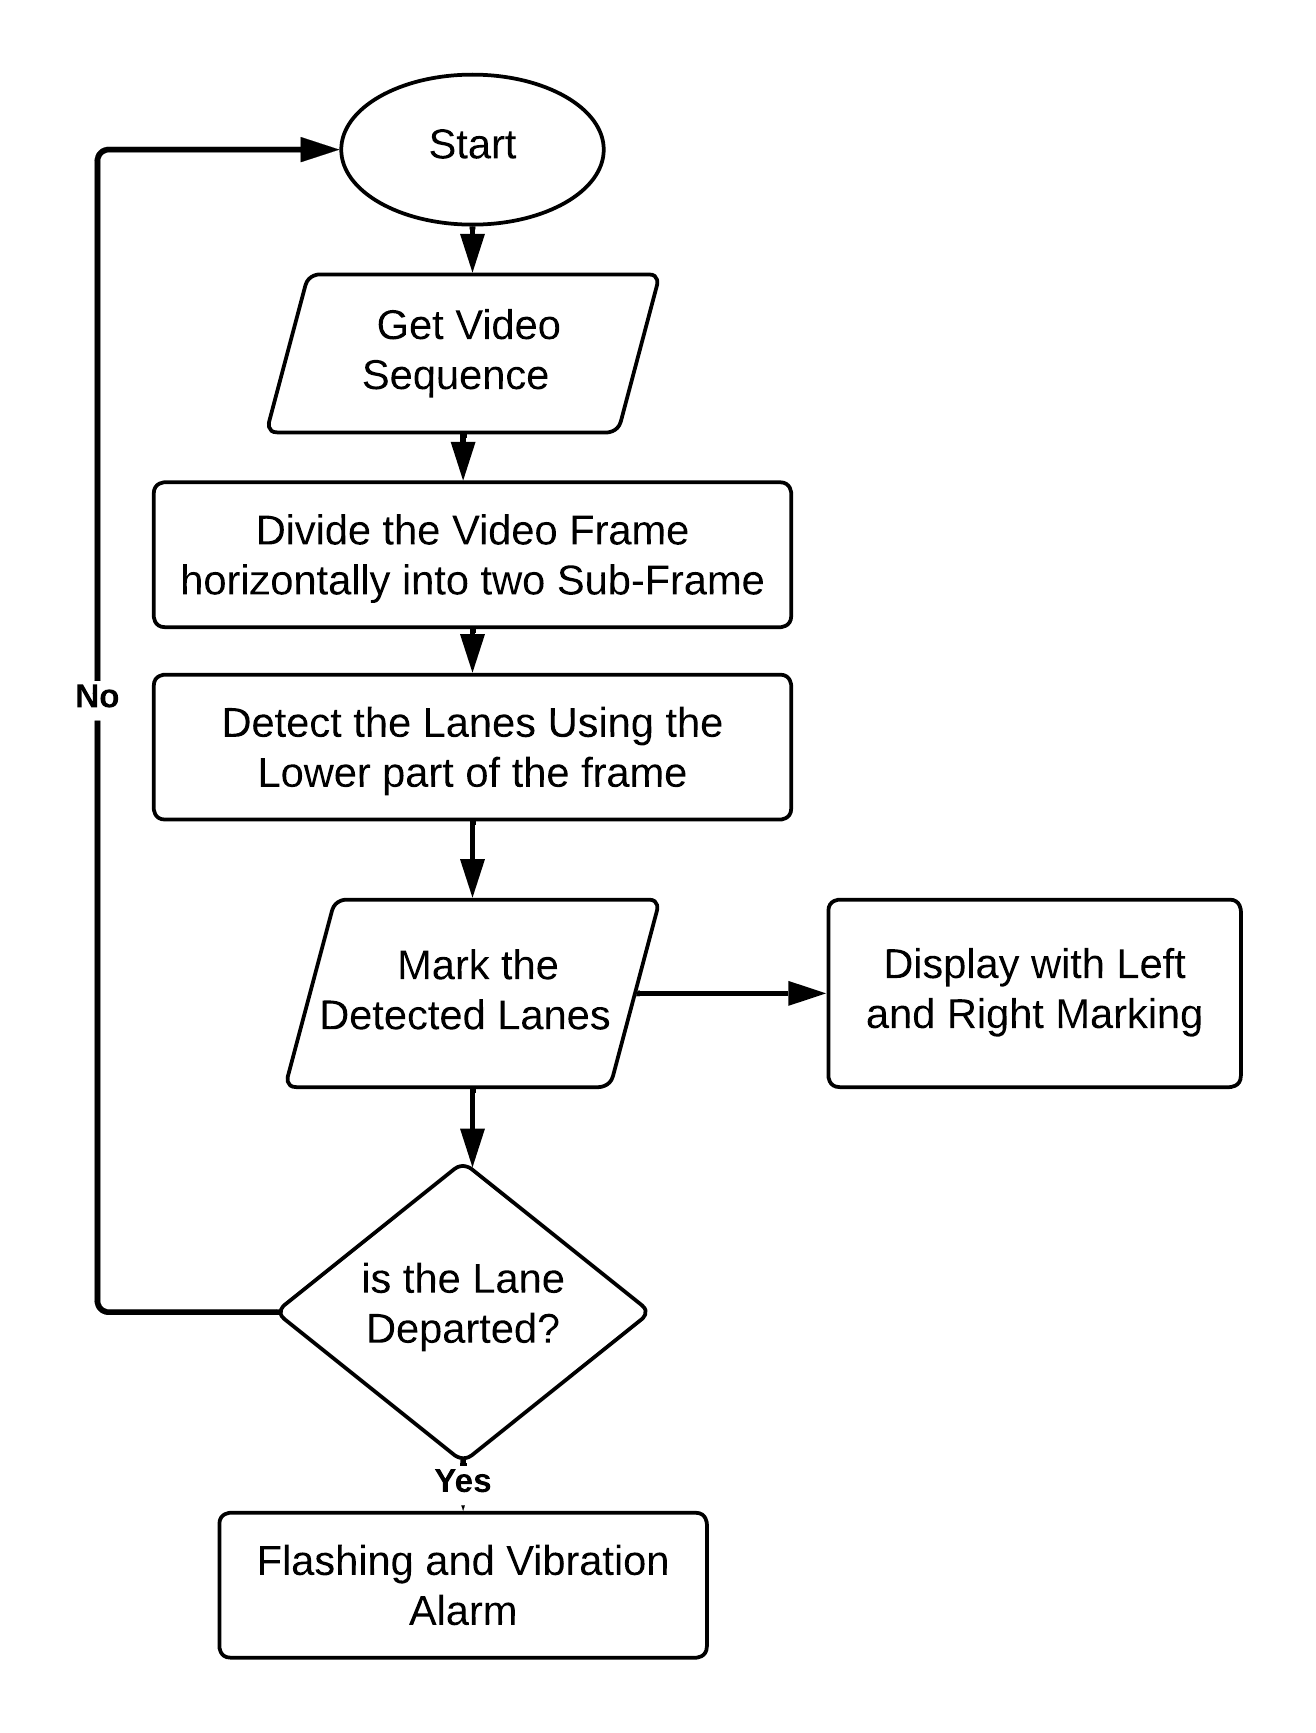 Start
Get Video
Sequence
Divide the Video Frame
horizontally into two Sub-Frame
No
Detect the Lanes Using the
Lower part of the frame
Mark the
Detected Lanes
Display with Left
and Right Marking
is the Lane
Departed?
Yes
Flashing and Vibration
Alarm